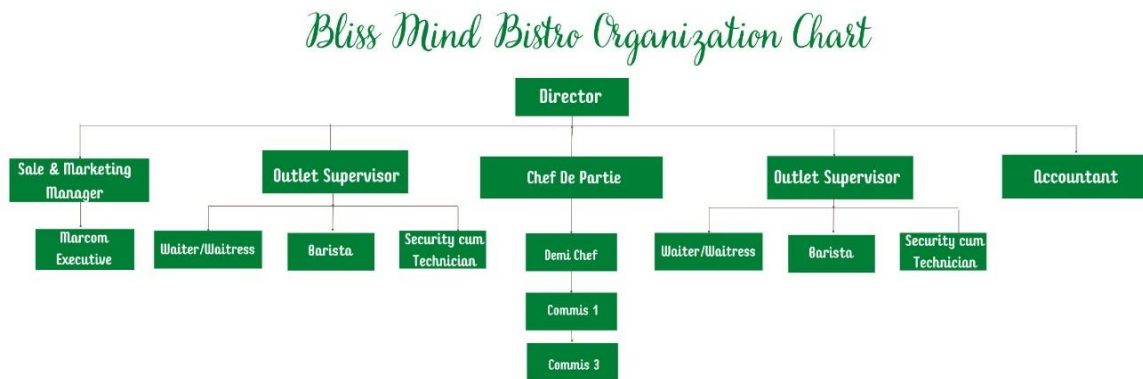 Bliss Mind Bistro Organization Chart
Director
Sale & Marketing
Manager
Outlet Supervisor
Chef De Partie
Outlet Supervisor
Accountant
Marcom
Executive
Waiter/Waitress
Barista
Security cum
Technician
Demi Chef
Waiter/Waitress
Barista
Security cum
Technician
Commis 1
Commis 3